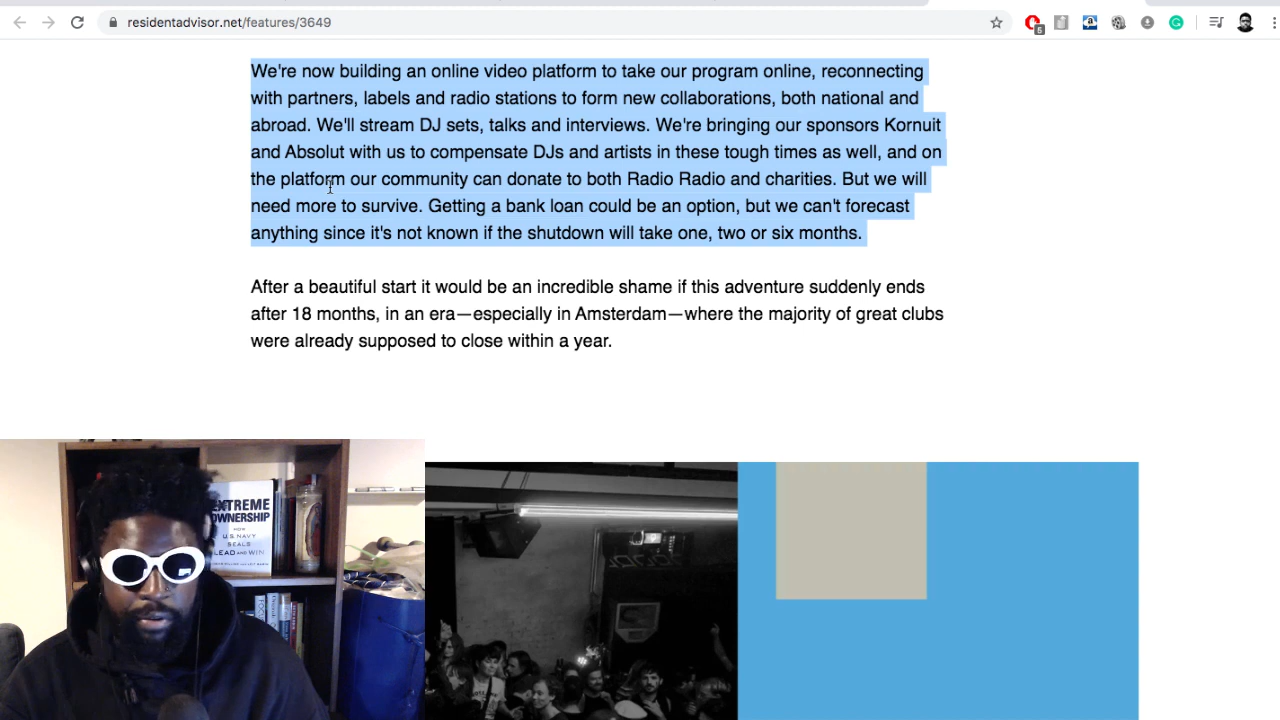 residentadvisor.net/features/3649
5
a
We're now building an online video platform to take our program online, reconnecting
with partners, labels and radio stations to form new collaborations, both national and
abroad. We'll stream DJ sets, talks and interviews. We're bringing our sponsors Kornuit
and Absolut with us to compensate DJs and artists in these tough times as well, and on
the platform our community can donate to both Radio Radio and charities. But we will
need more to survive. Getting a bank loan could be an option, but we can't forecast
anything since it's not known if the shutdown will take one, two or six months.
After a beautiful start it would be an incredible shame if this adventure suddenly ends
after 18 months, in an era—especially in Amsterdam—where the majority of great clubs
were already supposed to close within a year.
EXTREME
OWNERSHIP
HOW
U.S. NAVY
SEALS
LEAD AND WIN